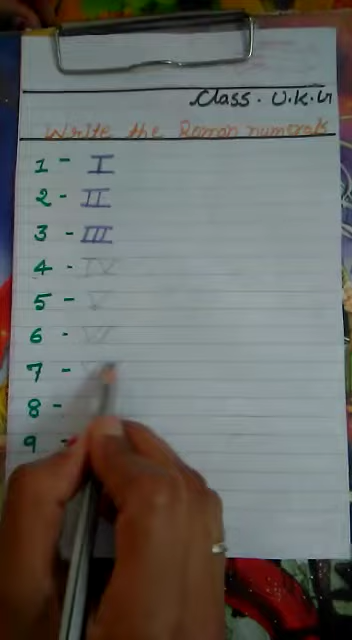 Class. U.K.G
Write the Roman numerals
1 - I
2 - II
3 - III
4 - IV
5 - V
6 - VI
7 -
8 -
9 -